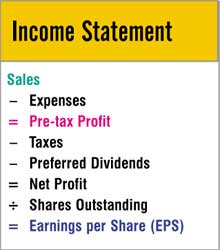 Income Statement
Sales
– Expenses
= Pre-tax Profit
– Taxes
– Preferred Dividends
= Net Profit
÷ Shares Outstanding
= Earnings per Share (EPS)